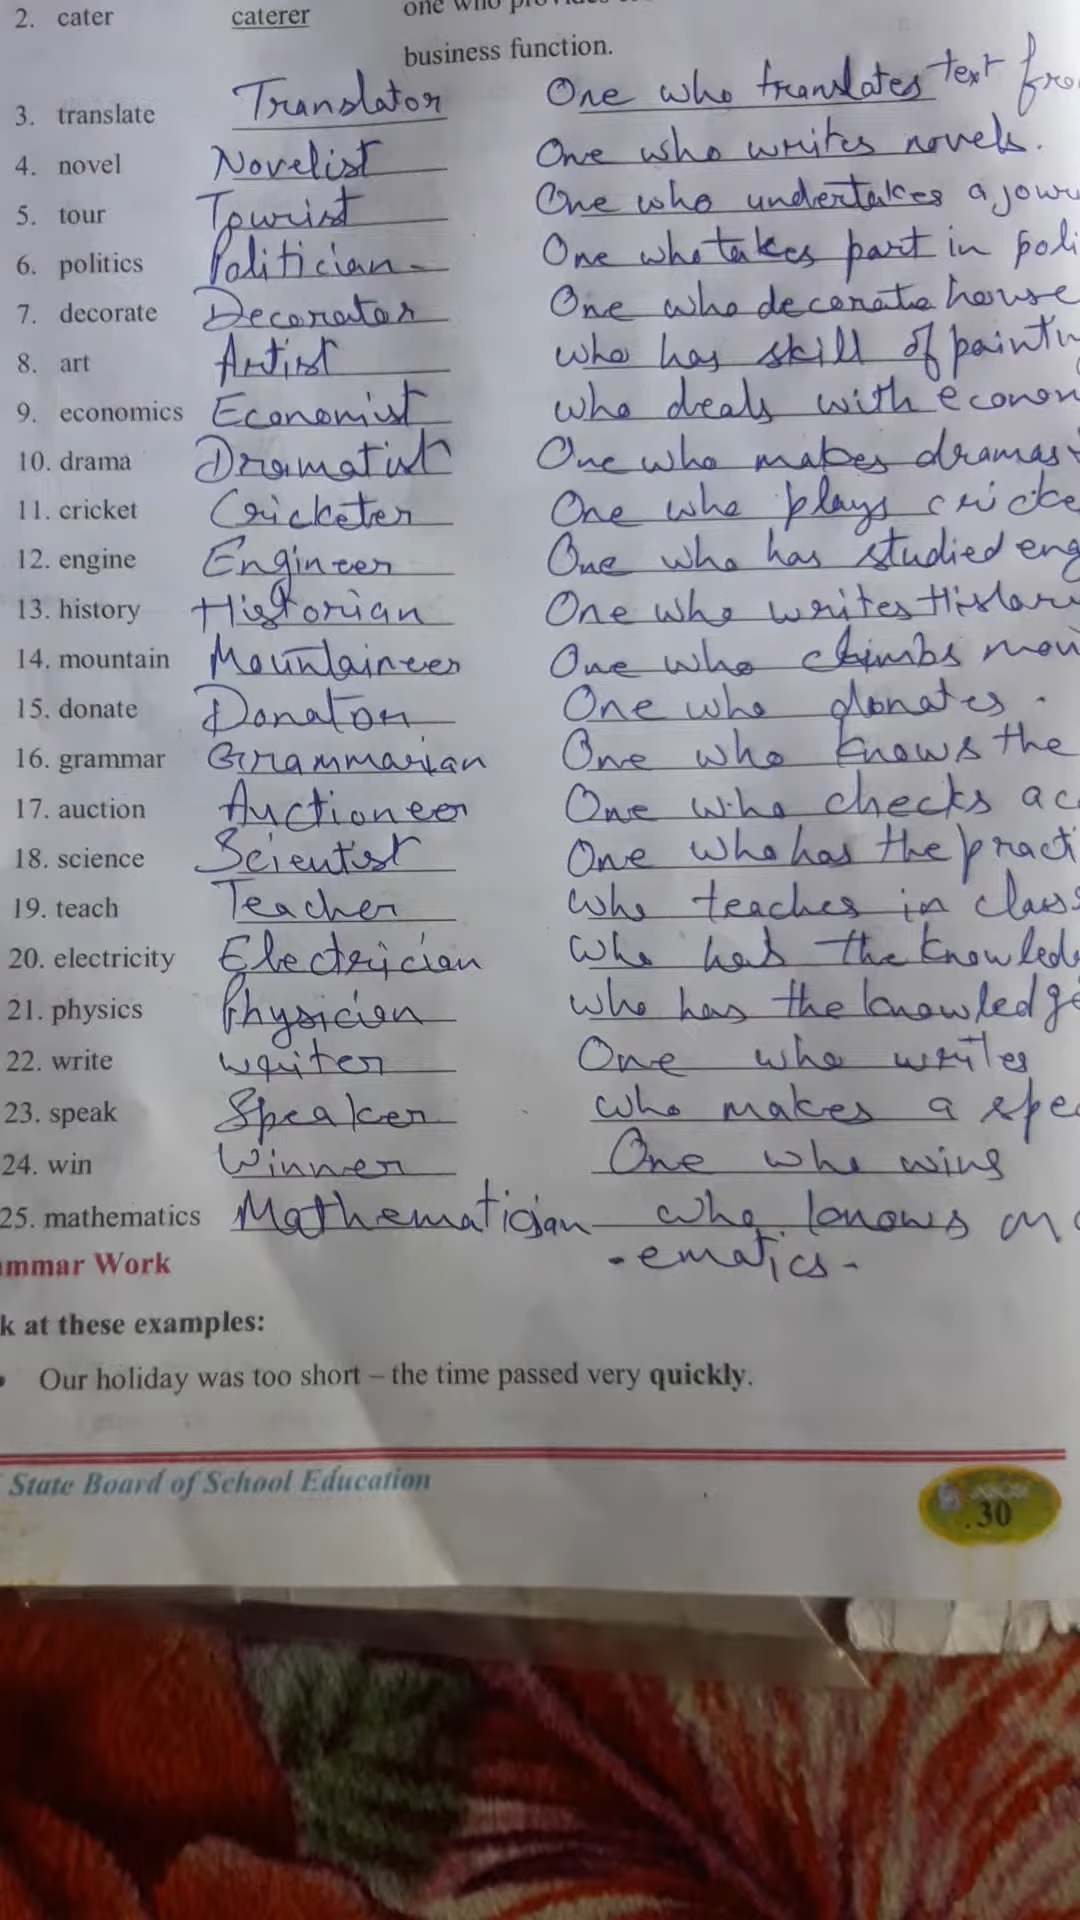 2. cater caterer one who provides
business function.
3. translate Translator One who translates text
4. novel Novelist One who writes novels.
5. tour Tourist One who undertakes a
6. politics Politician One who takes part in
7. decorate Decorator One who decorate house
8. art Artist who has skill of
9. economics Economist who deals with
10. drama Dramatist One who makes dramas
11. cricket Cricketer One who plays
12. engine Engineer One who has studied
13. history Historian One who writes
14. mountain Mountaineer One who climbs
15. donate Donator One who donates.
16. grammar Grammarian One who knows the
17. auction Auctioneer One who checks
18. science Scientist One who has the
19. teach Teacher who teaches in
20. electricity Electrician who has the
21. physics Physician who has the
22. write writer One who writes
23. speak Speaker who makes a
24. win Winner One who wins
25. mathematics Mathematician who knows
-ematics.
mmar Work
k at these examples:
Our holiday was too short – the time passed very quickly.
State Board of School Education
30